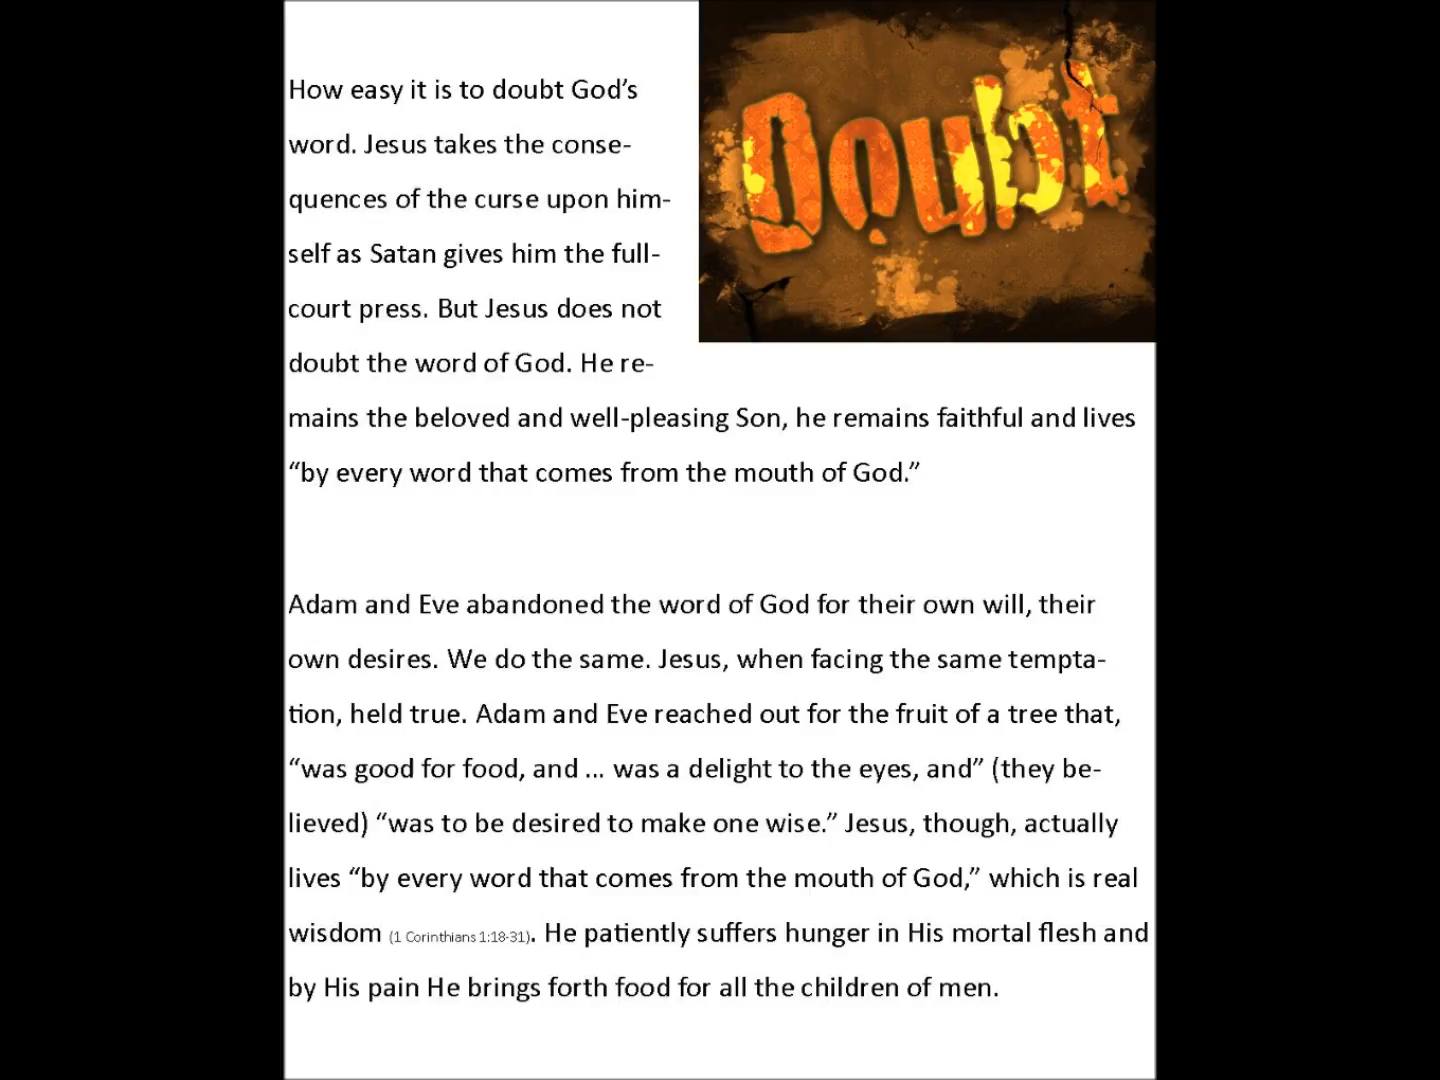 Doubt
How easy it is to doubt God’s
word. Jesus takes the conse-
quences of the curse upon him-
self as Satan gives him the full-
court press. But Jesus does not
doubt the word of God. He re-
mains the beloved and well-pleasing Son, he remains faithful and lives
“by every word that comes from the mouth of God.”
Adam and Eve abandoned the word of God for their own will, their
own desires. We do the same. Jesus, when facing the same tempta-
tion, held true. Adam and Eve reached out for the fruit of a tree that,
“was good for food, and ... was a delight to the eyes, and” (they be-
lieved) “was to be desired to make one wise.” Jesus, though, actually
lives “by every word that comes from the mouth of God,” which is real
wisdom (1 Corinthians 1:18-31). He patiently suffers hunger in His mortal flesh and
by His pain He brings forth food for all the children of men.